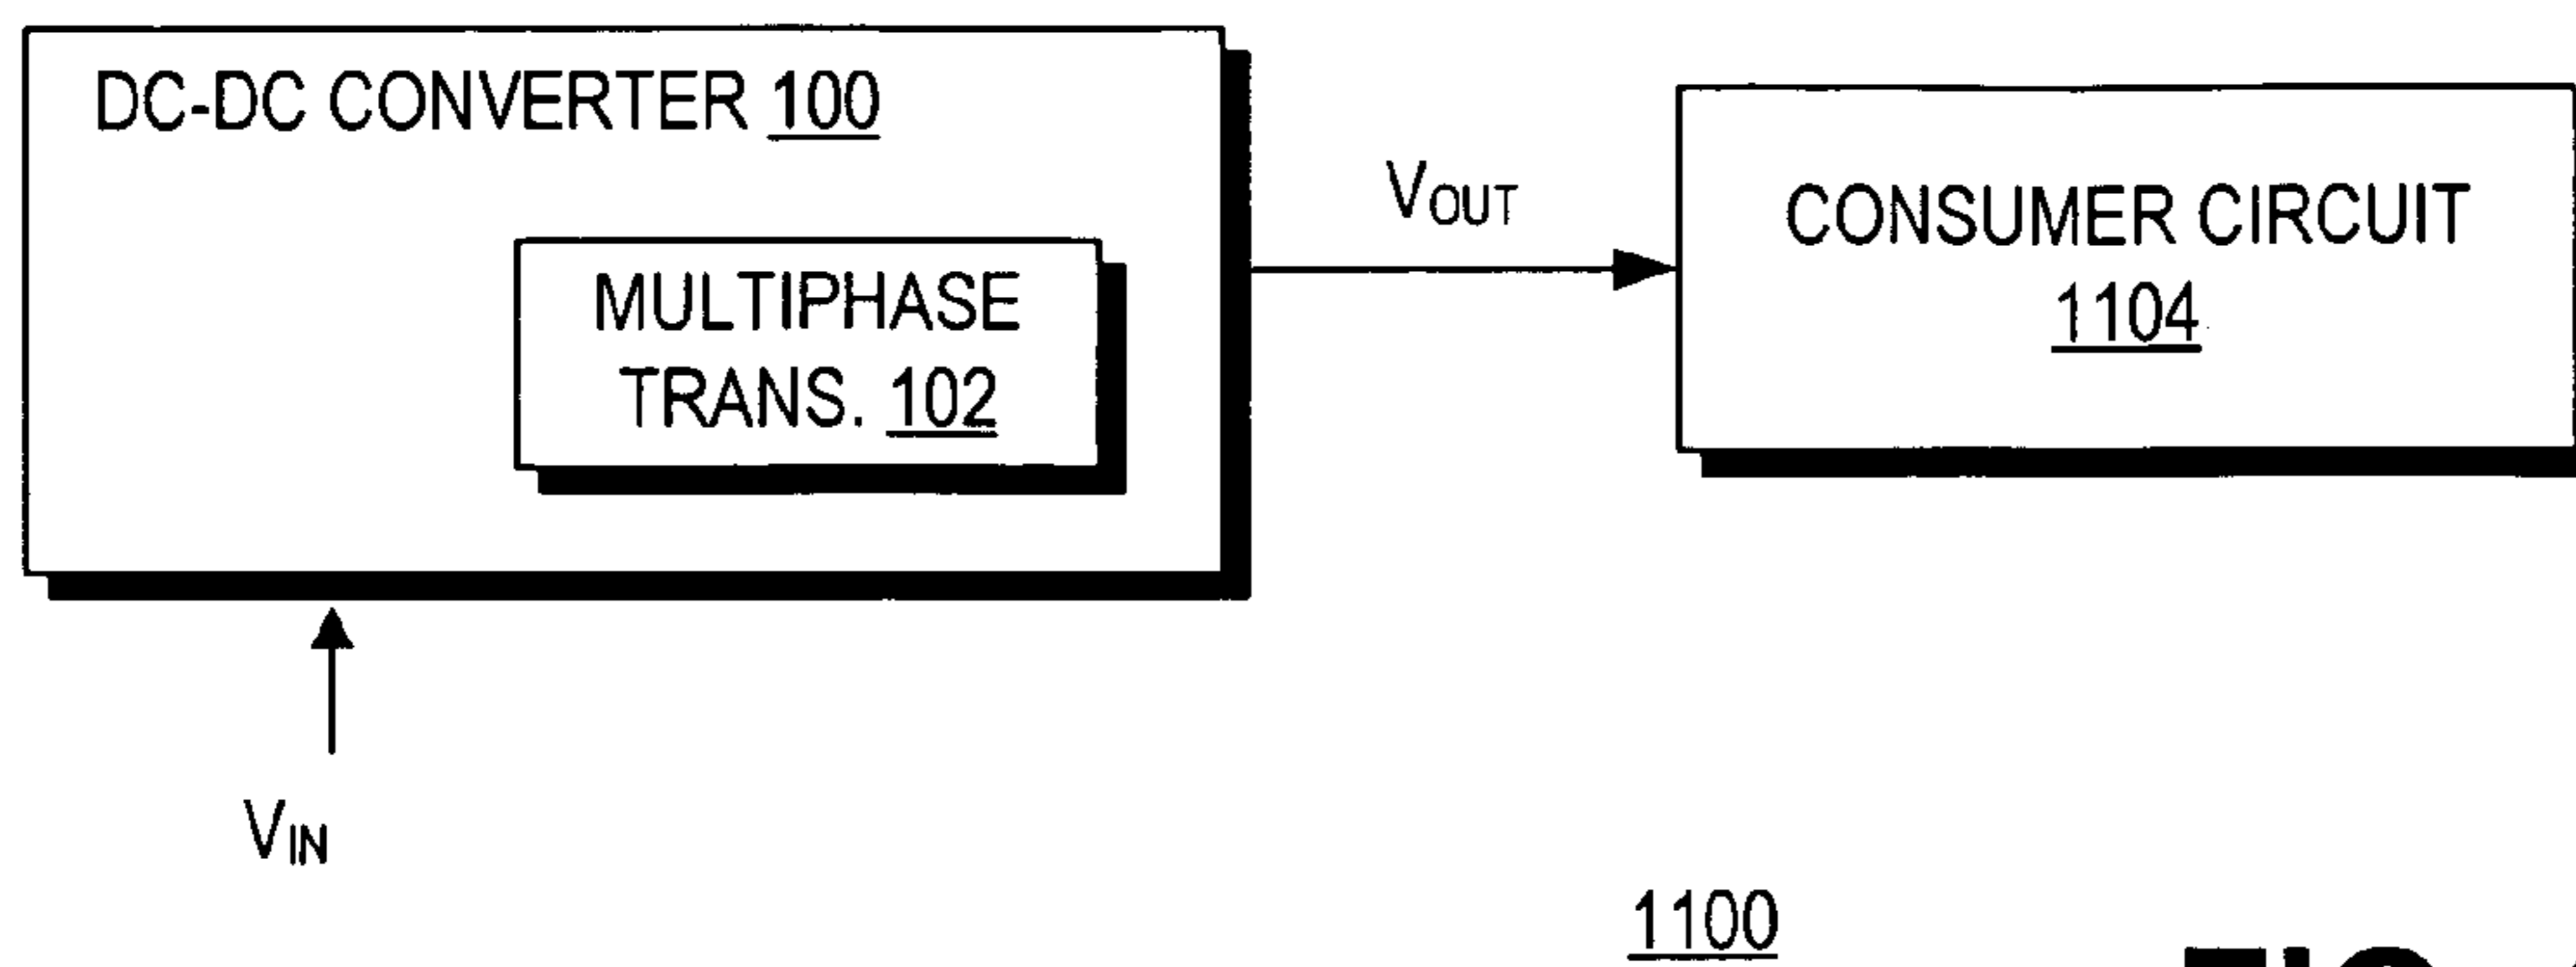 DC-DC CONVERTER 100
MULTIPHASE
TRANS. 102
VOUT
CONSUMER CIRCUIT
1104
VIN
1100